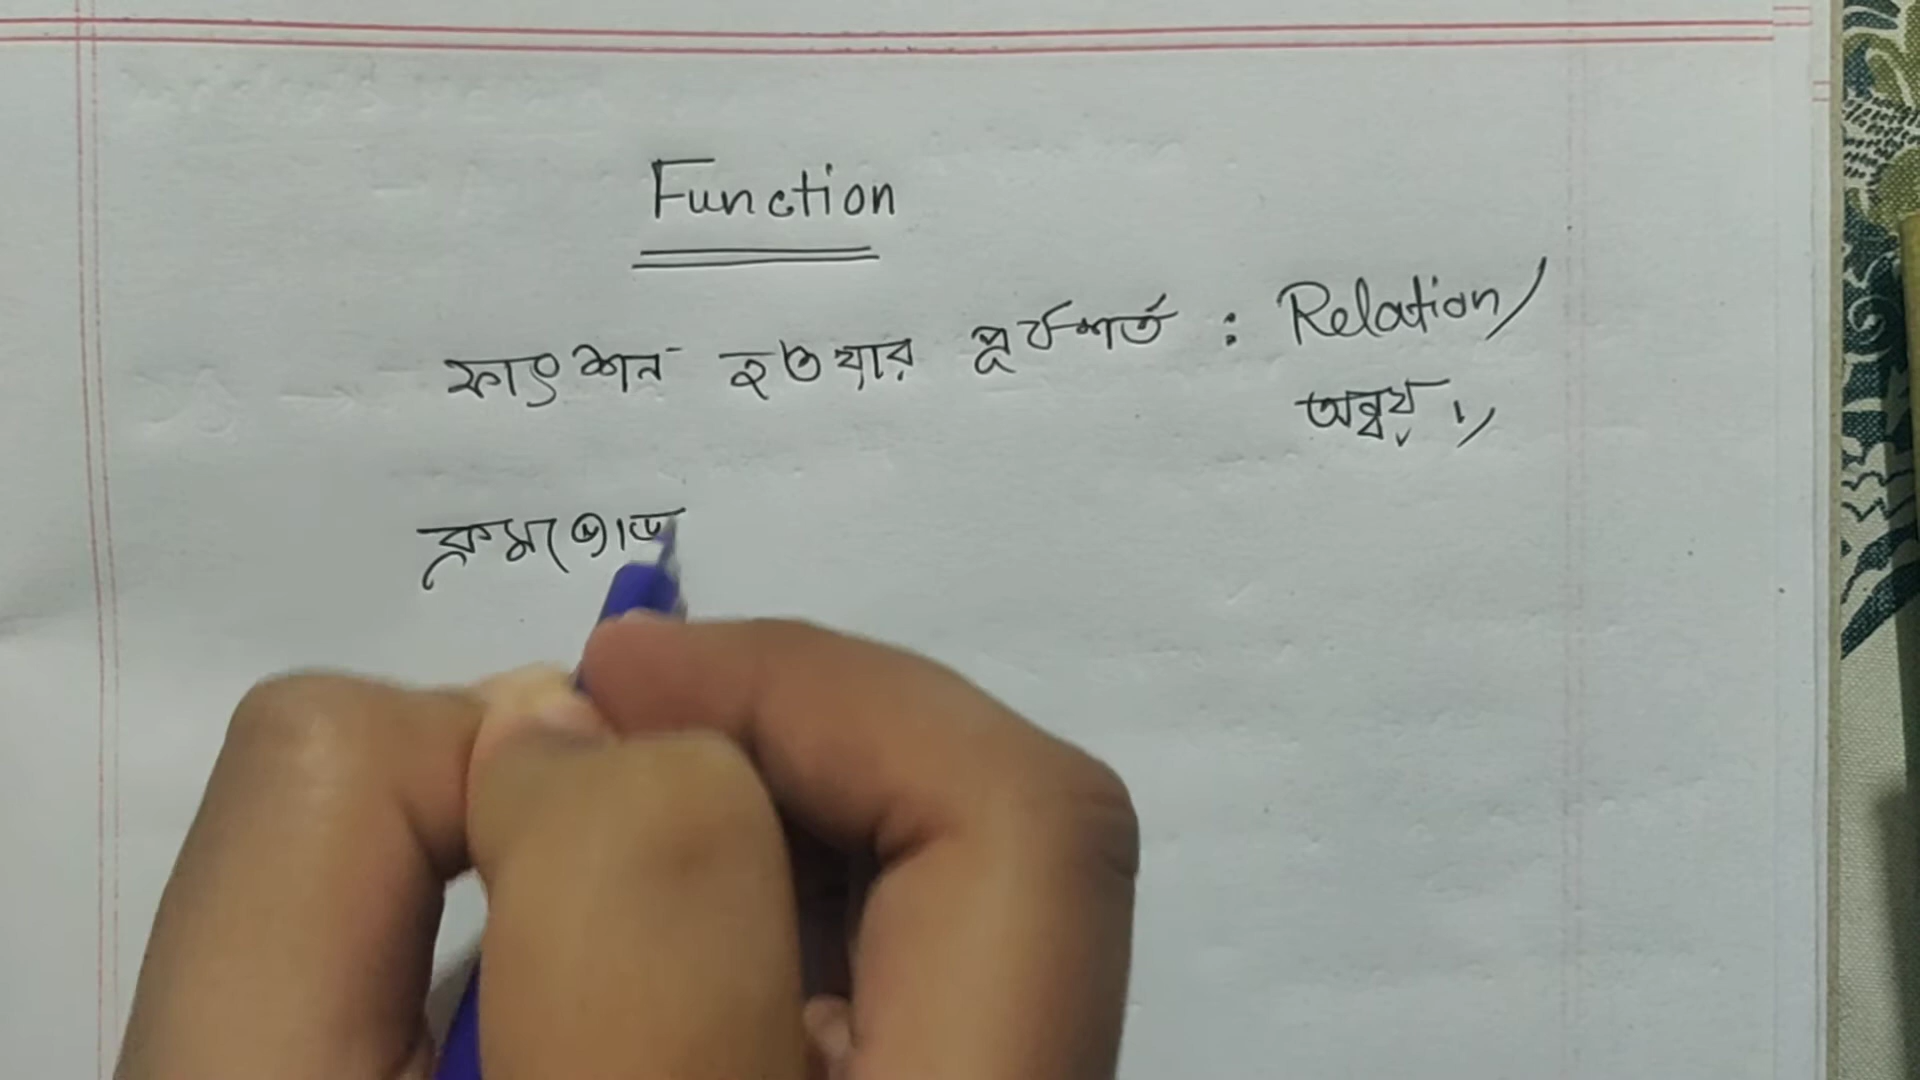 Function
ফাংশন হওয়ার পূর্বশর্ত : Relation/
অন্বয় ।
ক্রমজোড